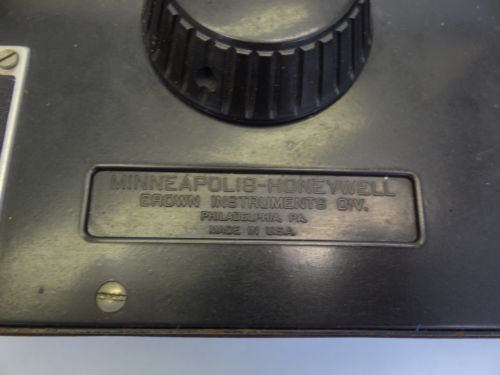 MINNEAPOLIS-HONEYWELL
BROWN INSTRUMENTS DIV.
PHILADELPHIA, PA.
MADE IN U.S.A.